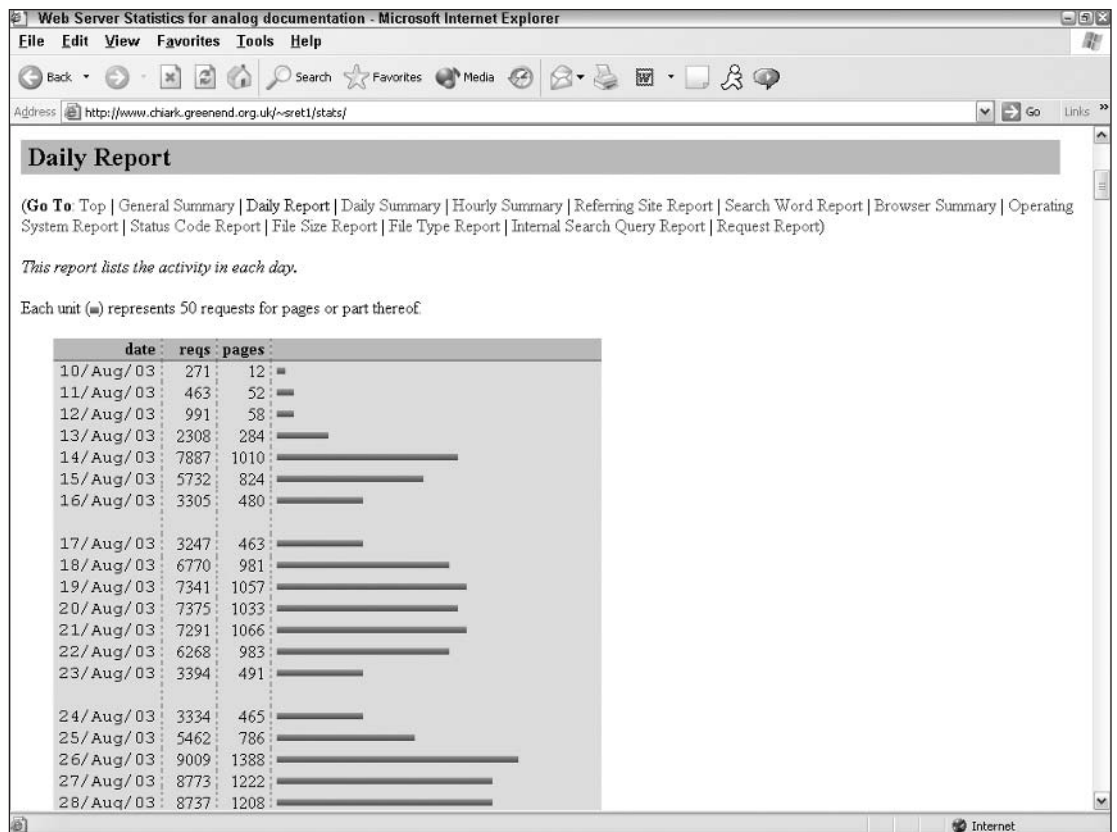 Web Server Statistics for analog documentation - Microsoft Internet Explorer
File Edit View Favorites Tools Help
Back Search Favorites Media
Address http://www.chiark.greenend.org.uk/~sret1/stats/ Go Links »
Daily Report
(Go To: Top | General Summary | Daily Report | Daily Summary | Hourly Summary | Referring Site Report | Search Word Report | Browser Summary | Operating
System Report | Status Code Report | File Size Report | File Type Report | Internal Search Query Report | Request Report)
This report lists the activity in each day.
Each unit (■) represents 50 requests for pages or part thereof.
date reqs pages
10/Aug/03 271 12
11/Aug/03 463 52
12/Aug/03 991 58
13/Aug/03 2308 284
14/Aug/03 7887 1010
15/Aug/03 5732 824
16/Aug/03 3305 480
17/Aug/03 3247 463
18/Aug/03 6770 981
19/Aug/03 7341 1057
20/Aug/03 7375 1033
21/Aug/03 7291 1066
22/Aug/03 6268 983
23/Aug/03 3394 491
24/Aug/03 3334 465
25/Aug/03 5462 786
26/Aug/03 9009 1388
27/Aug/03 8773 1222
28/Aug/03 8737 1208
Internet